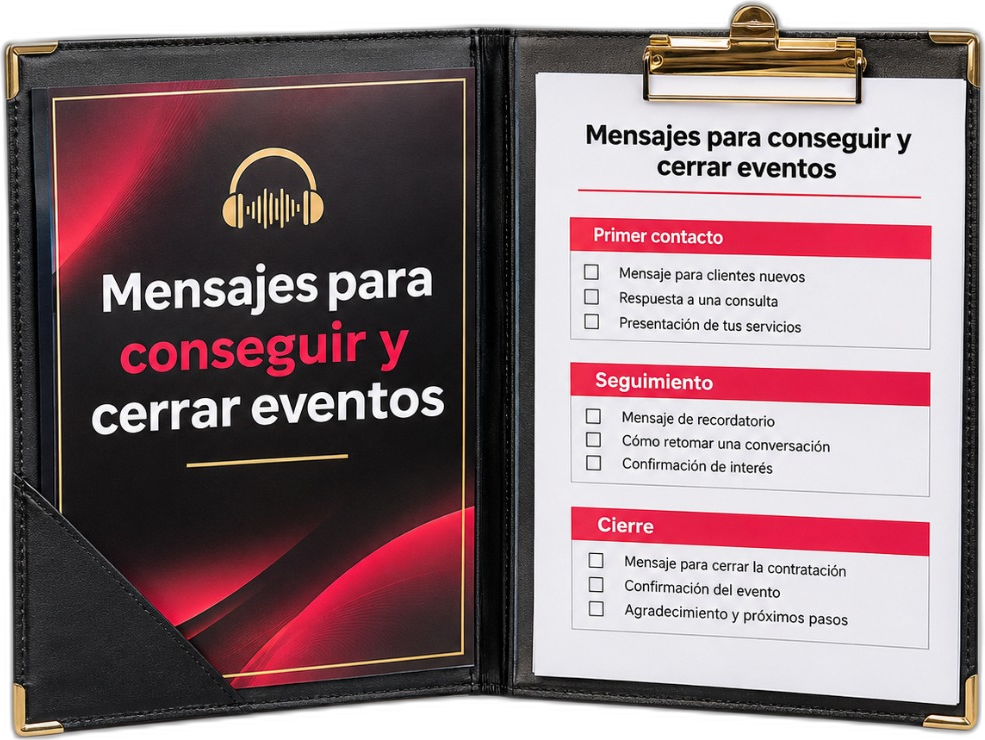 Mensajes para
conseguir y
cerrar eventos
Mensajes para conseguir y
cerrar eventos
Primer contacto
Mensaje para clientes nuevos
Respuesta a una consulta
Presentación de tus servicios
Seguimiento
Mensaje de recordatorio
Cómo retomar una conversación
Confirmación de interés
Cierre
Mensaje para cerrar la contratación
Confirmación del evento
Agradecimiento y próximos pasos